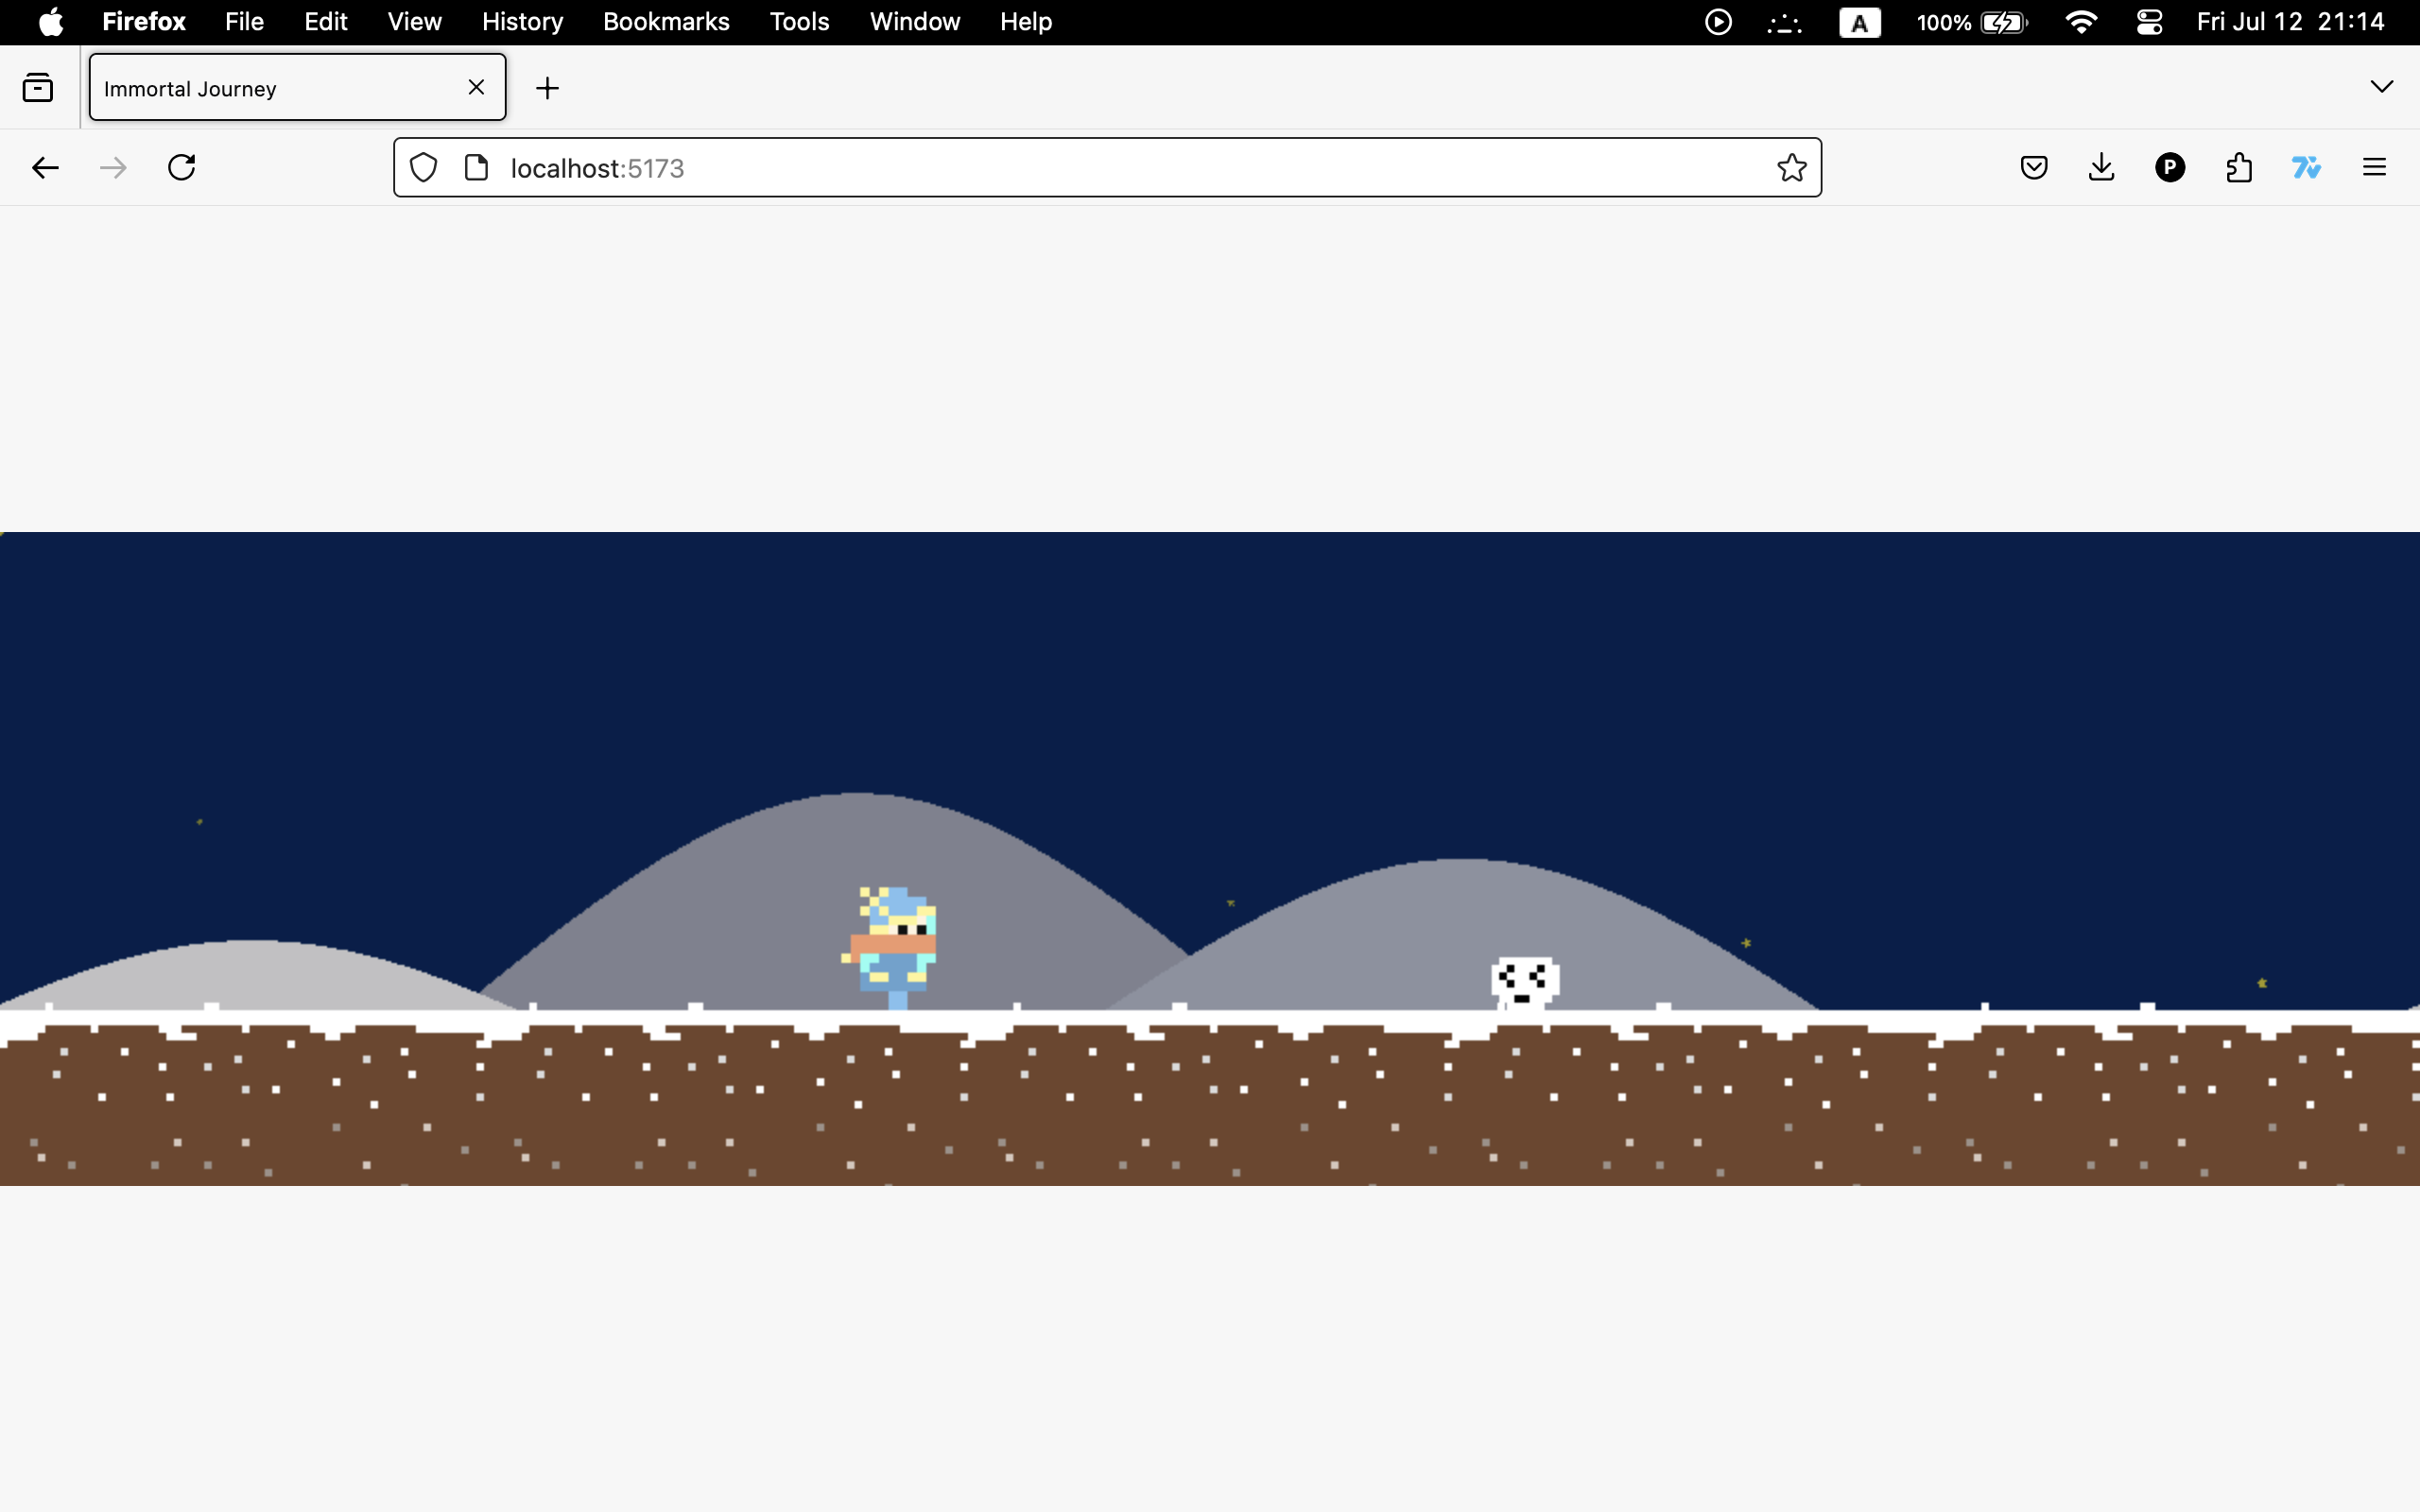 Firefox File Edit View History Bookmarks Tools Window Help A 100% Fri Jul 12 21:14
Immortal Journey
localhost:5173 P 7V